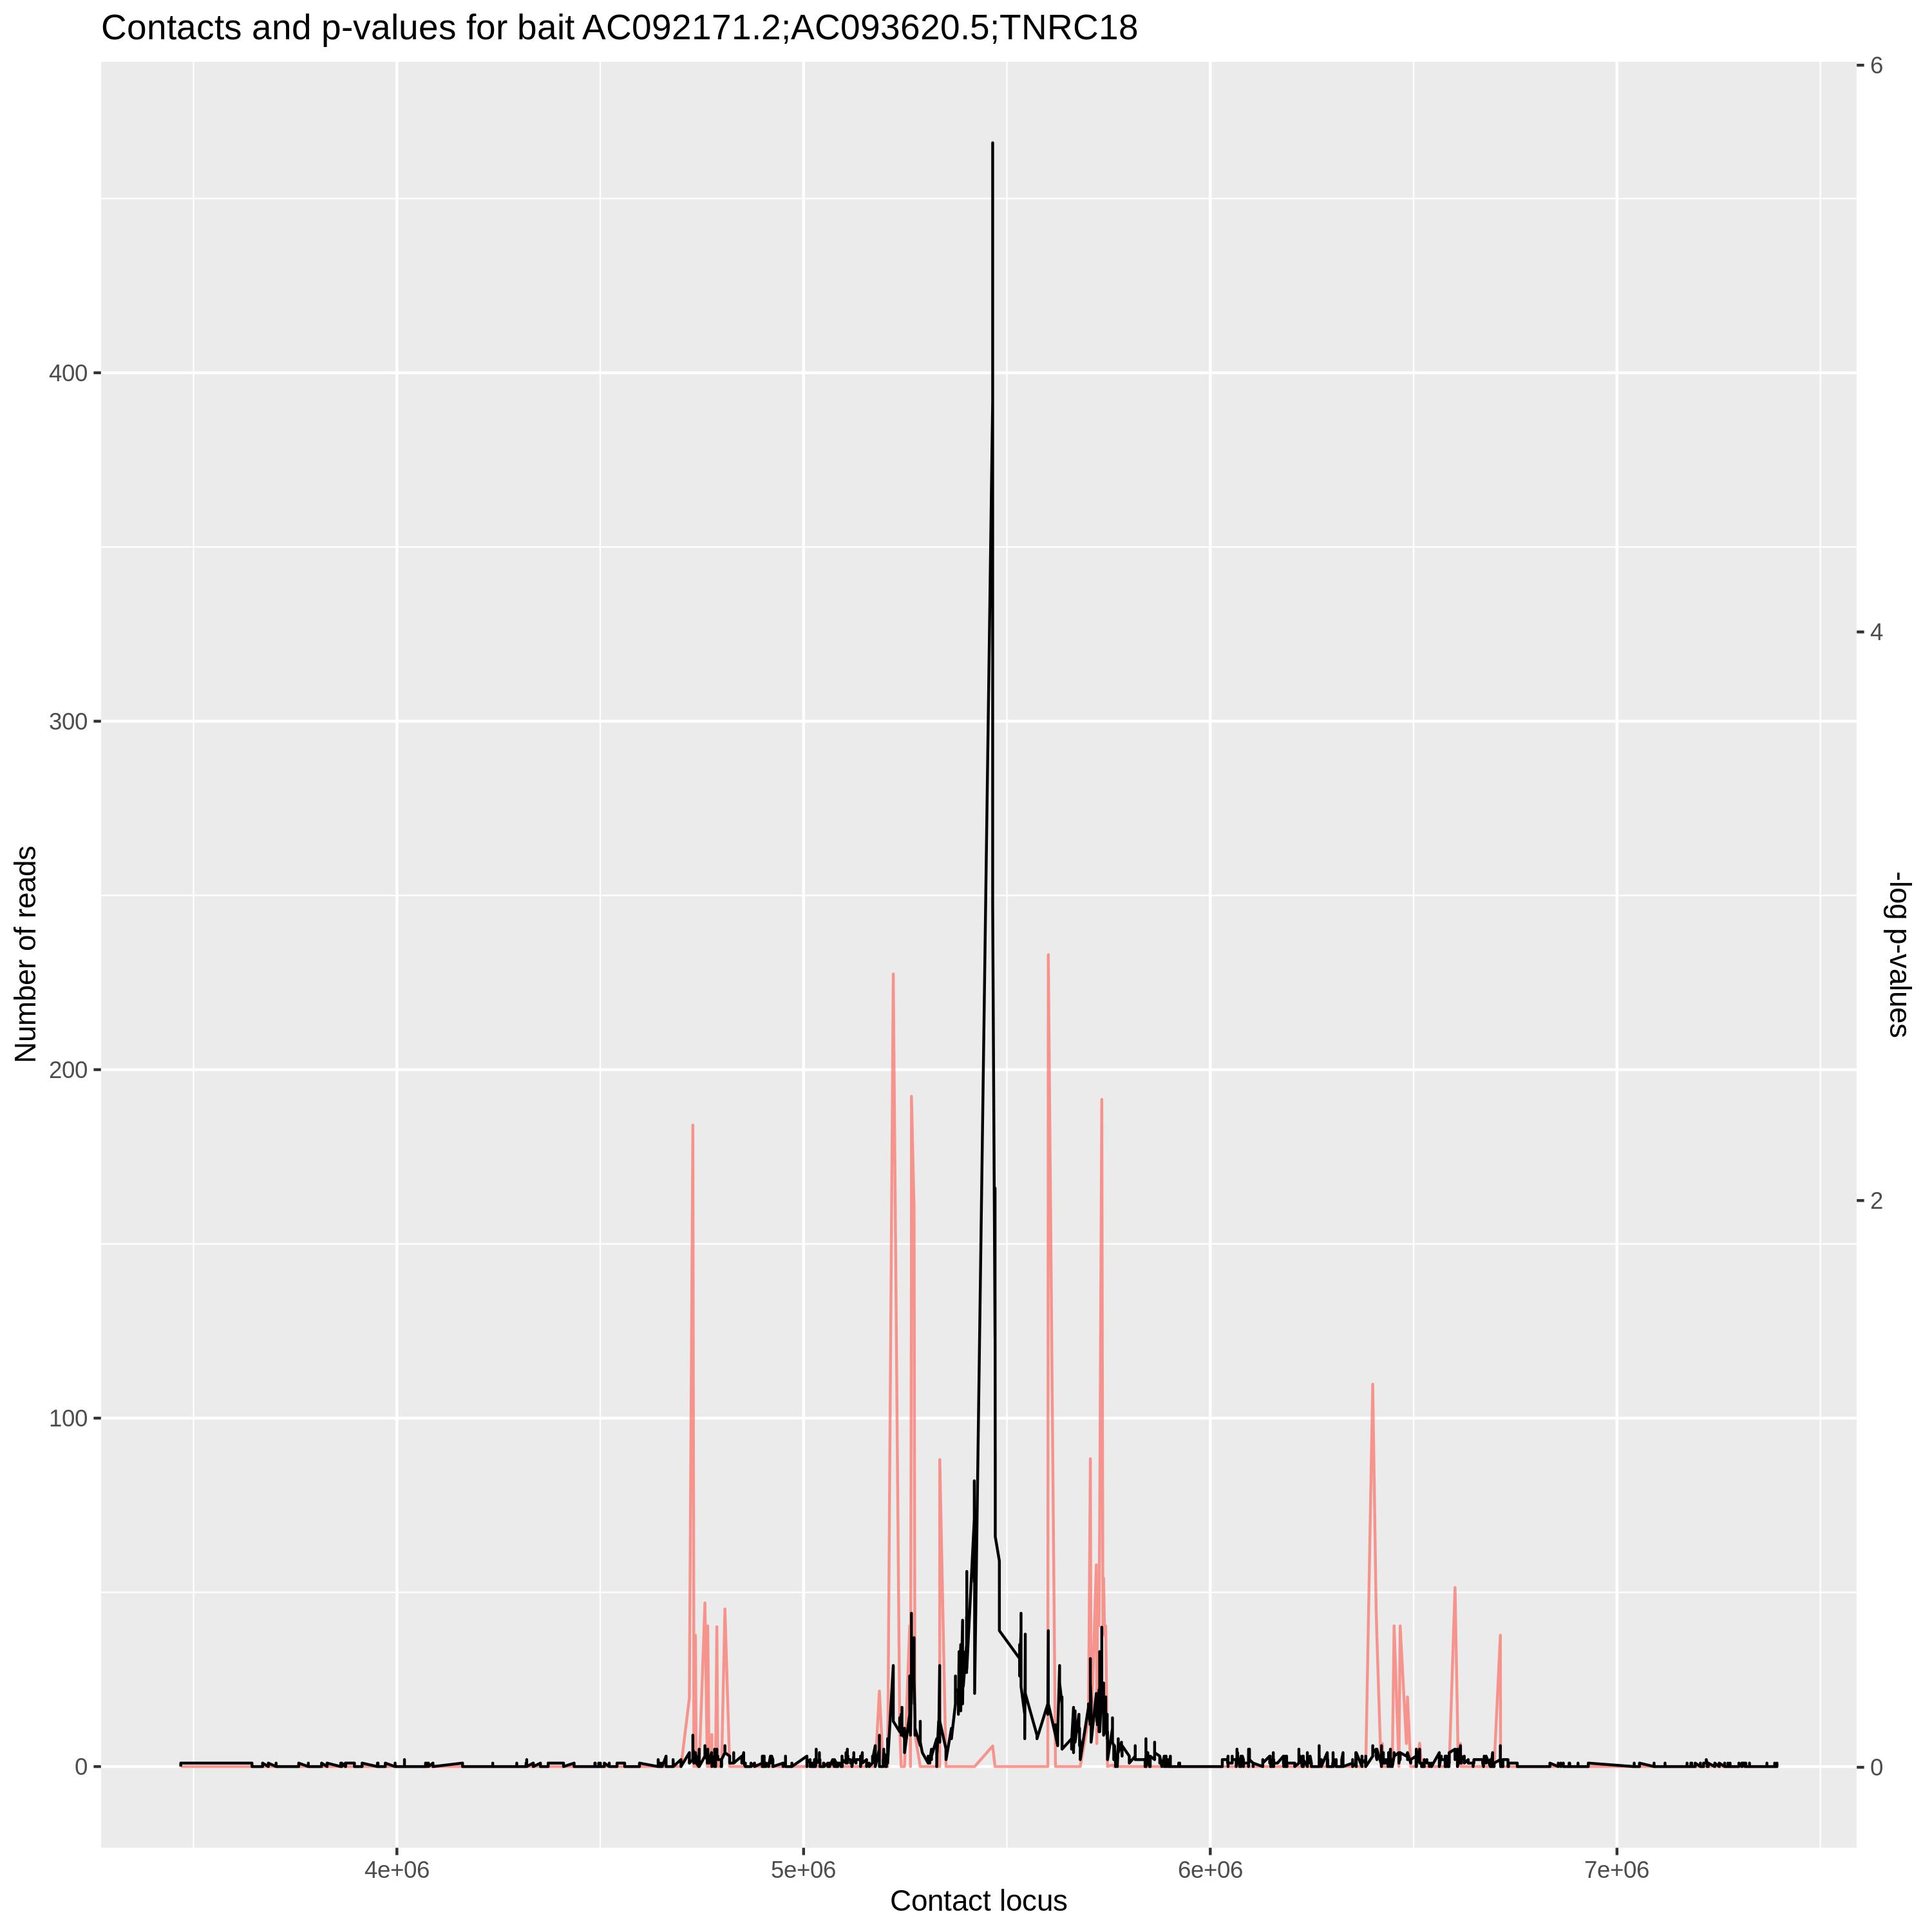 Contacts and p-values for bait AC092171.2;AC093620.5;TNRC18
6
400
4
300
Number of reads
-log p-values
200
2
100
0
0
4e+06
5e+06
6e+06
7e+06
Contact locus